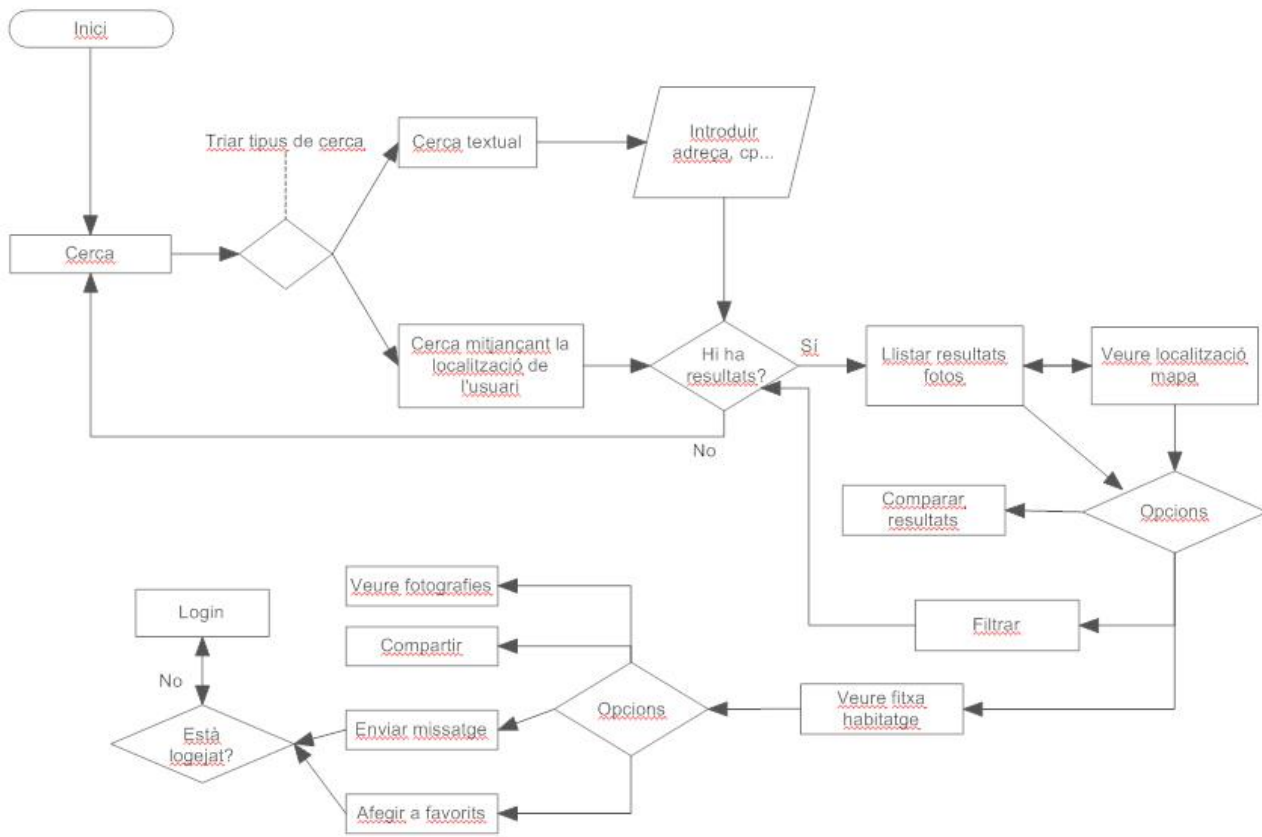 Inici
Triar tipus de cerca
Cerca textual
Introduir
adreça, cp...
Cerca
Cerca mitjançant la
localització de
l'usuari
Hi ha
resultats?
Sí
Llistar resultats
fotos
Veure localització
mapa
No
Comparar
resultats
Opcions
Veure fotografies
Login
Filtrar
Compartir
No
Veure fitxa
habitatge
Opcions
Enviar missatge
Està
logejat?
Afegir a favorits